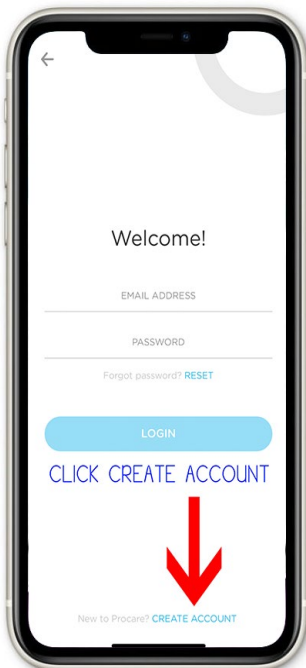 Welcome!
EMAIL ADDRESS
PASSWORD
Forgot password? RESET
LOGIN
CLICK CREATE ACCOUNT
New to Procare? CREATE ACCOUNT